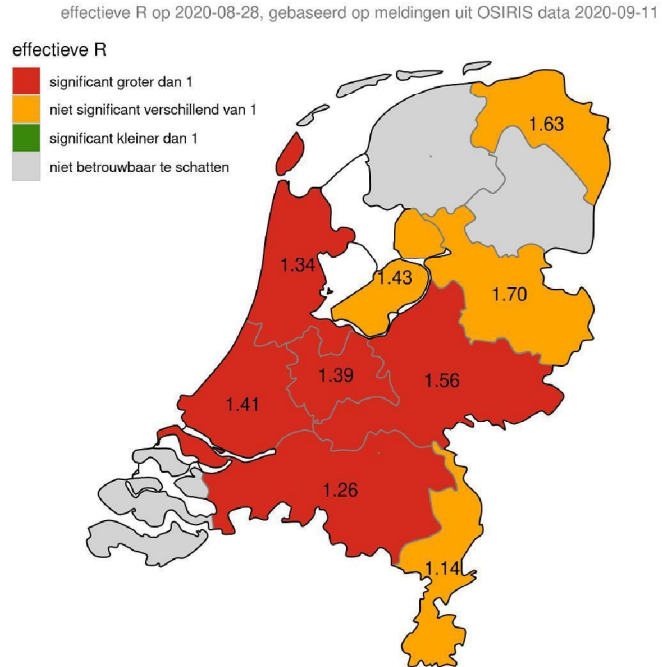 effectieve R op 2020-08-28, gebaseerd op meldingen uit OSIRIS data 2020-09-11
effectieve R
significant groter dan 1
niet significant verschillend van 1
significant kleiner dan 1
niet betrouwbaar te schatten
1.63
1.34
1.43
1.70
1.39
1.56
1.41
1.26
1.14